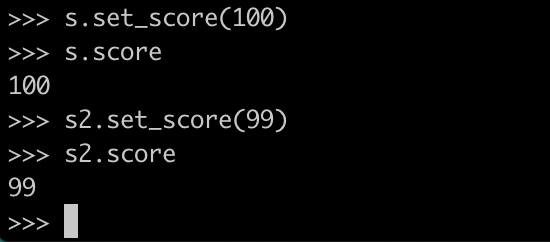 >>> s.set_score(100)
>>> s.score
100
>>> s2.set_score(99)
>>> s2.score
99
>>>